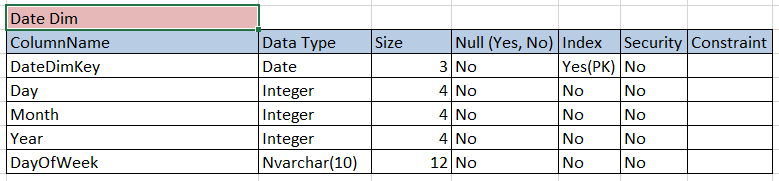 Date Dim
ColumnName Data Type Size Null (Yes, No) Index Security Constraint
DateDimKey Date 3 No Yes(PK) No
Day Integer 4 No No No
Month Integer 4 No No No
Year Integer 4 No No No
DayOfWeek Nvarchar(10) 12 No No No